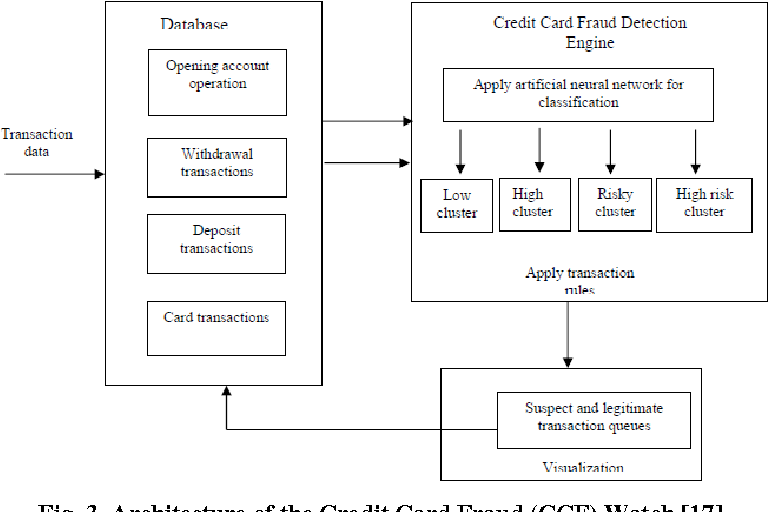 Database
Opening account
operation
Transaction
data
Withdrawal
transactions
Deposit
transactions
Card transactions
Credit Card Fraud Detection
Engine
Apply artificial neural network for
classification
Low
cluster
High
cluster
Risky
cluster
High risk
cluster
Apply transaction
rules
Suspect and legitimate
transaction queues
Visualization
Fig. 3. Architecture of the Credit Card Fraud (CCF) Watch [17]